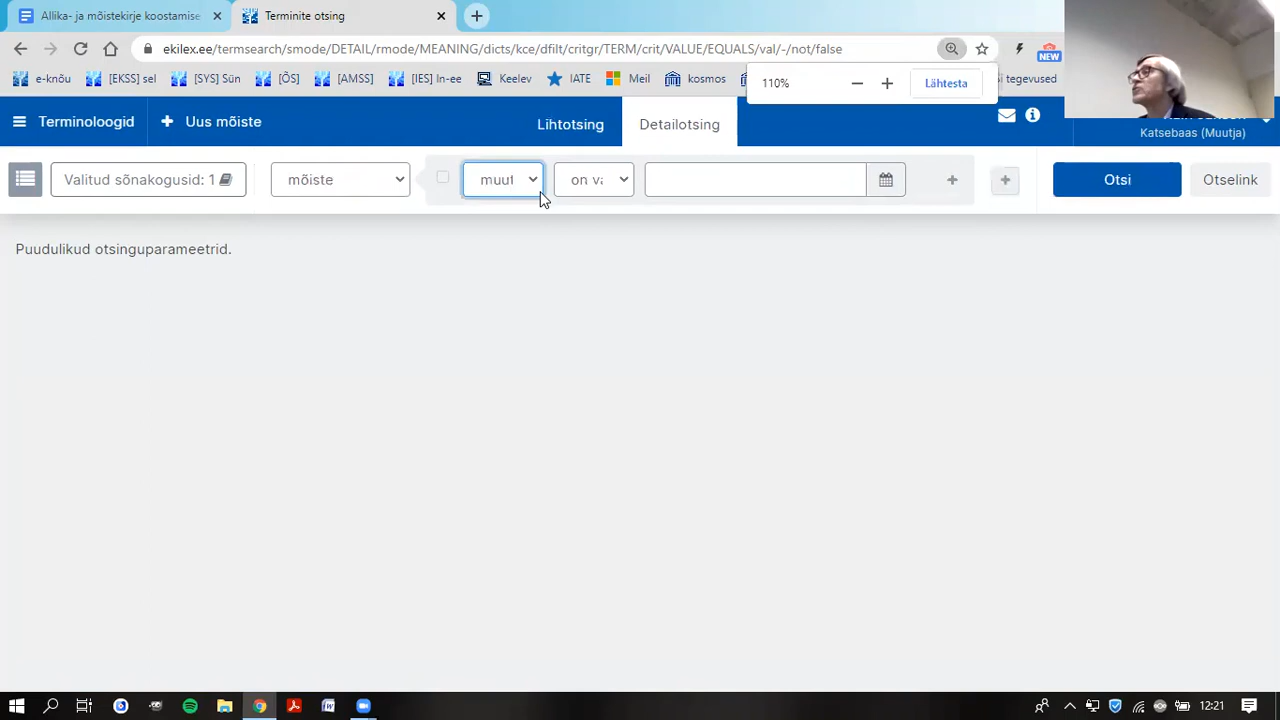 Allika- ja mõistekirje koostamise
Terminite otsing
ekilex.ee/termsearch/smode/DETAIL/rmode/MEANING/dicts/kce/dfilt/critgr/TERM/crit/VALUE/EQUALS/val/-/not/false
NEW
e-knõu
[EKSS] sel
[SYS] Sün
[ÕS]
[AMSS]
[IES] In-ee
Keelev
IATE
Meil
kosmos
tegevused
110%
Lähtesta
Terminoloogid
Uus mõiste
Lihtotsing
Detailotsing
Katsebaas (Muutja)
Valitud sõnakogusid: 1
mõiste
muut
on va
Otsi
Otselink
Puudulikud otsinguparameetrid.
12:21